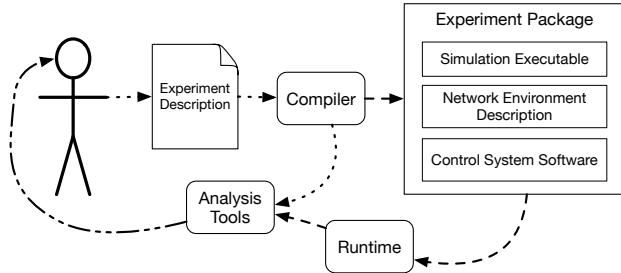 Experiment Package
Simulation Executable
Experiment
Description
Compiler
Network Environment
Description
Control System Software
Analysis
Tools
Runtime